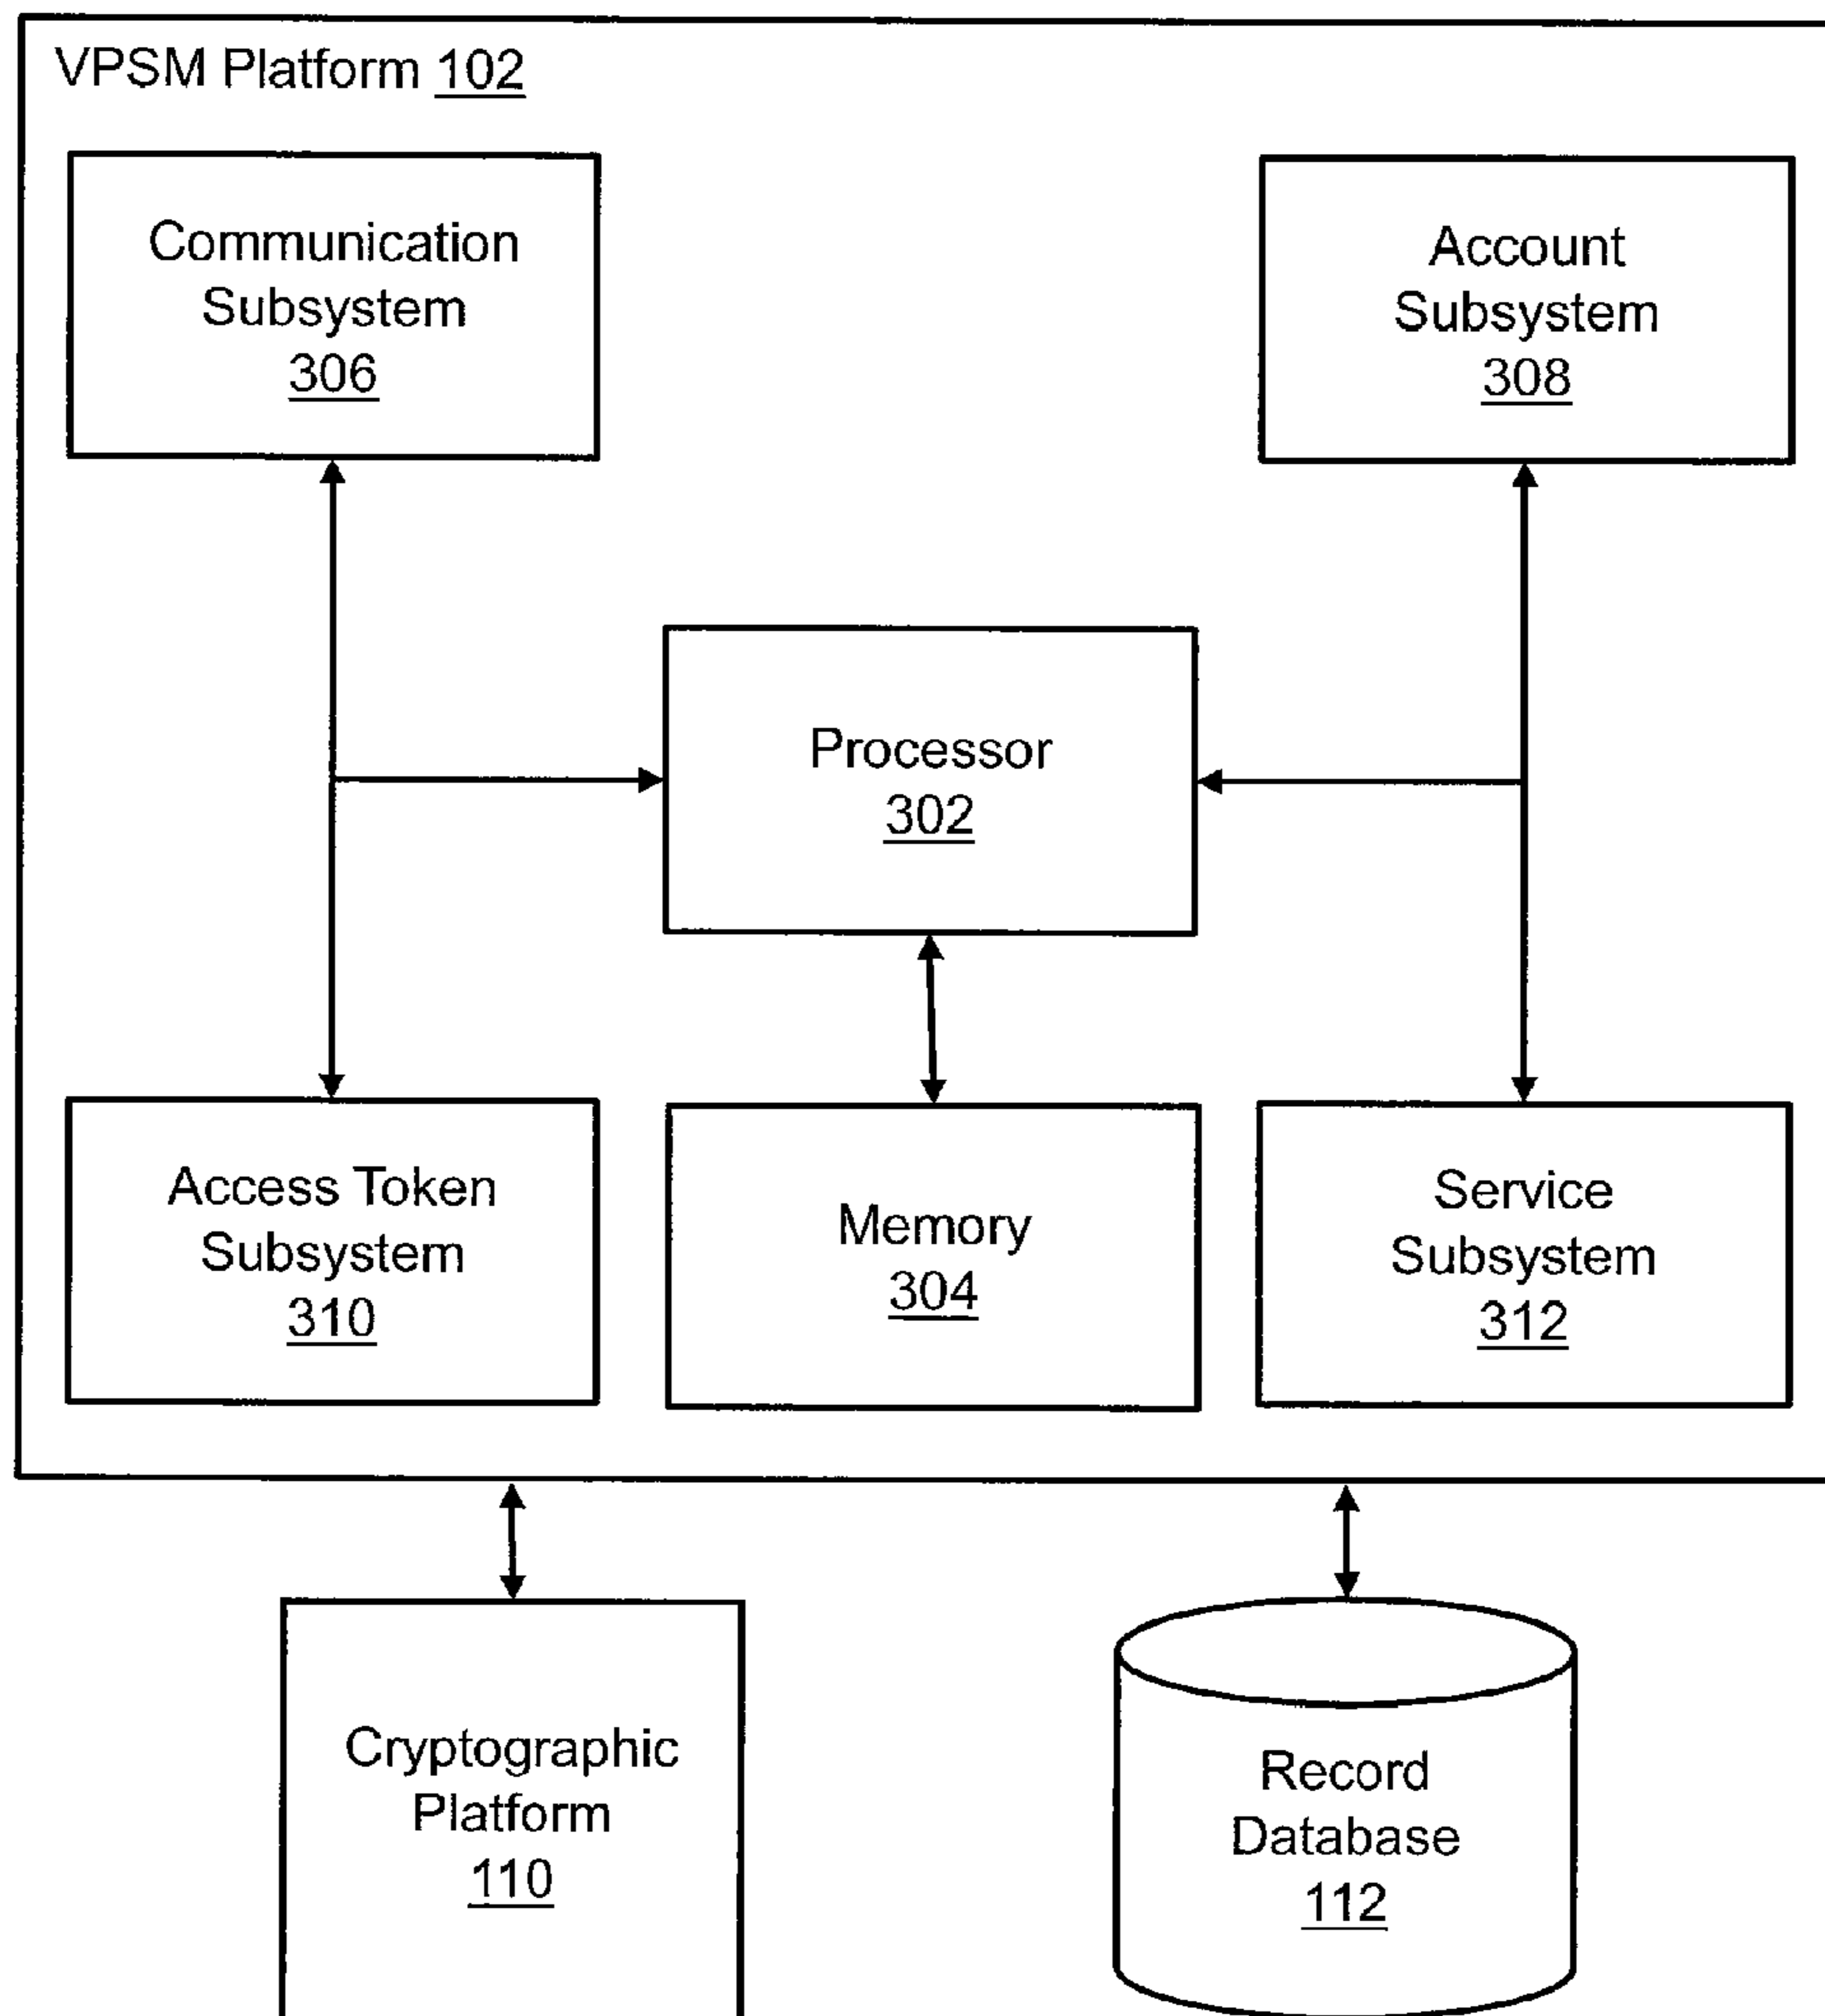 VPSM Platform 102
Communication
Subsystem
306
Account
Subsystem
308
Processor
302
Access Token
Subsystem
310
Memory
304
Service
Subsystem
312
Cryptographic
Platform
110
Record
Database
112